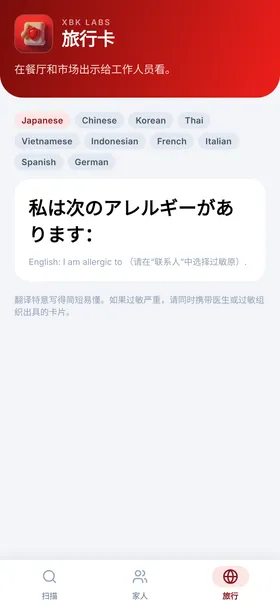 XBK LABS
旅行卡
在餐厅和市场出示给工作人员看。
Japanese
Chinese
Korean
Thai
Vietnamese
Indonesian
French
Italian
Spanish
German
私は次のアレルギーがあ
ります：
English: I am allergic to （请在“联系人”中选择过敏原）.
翻译特意写得简短易懂。如果过敏严重，请同时携带医生或过敏组
织出具的卡片。
扫描
家人
旅行